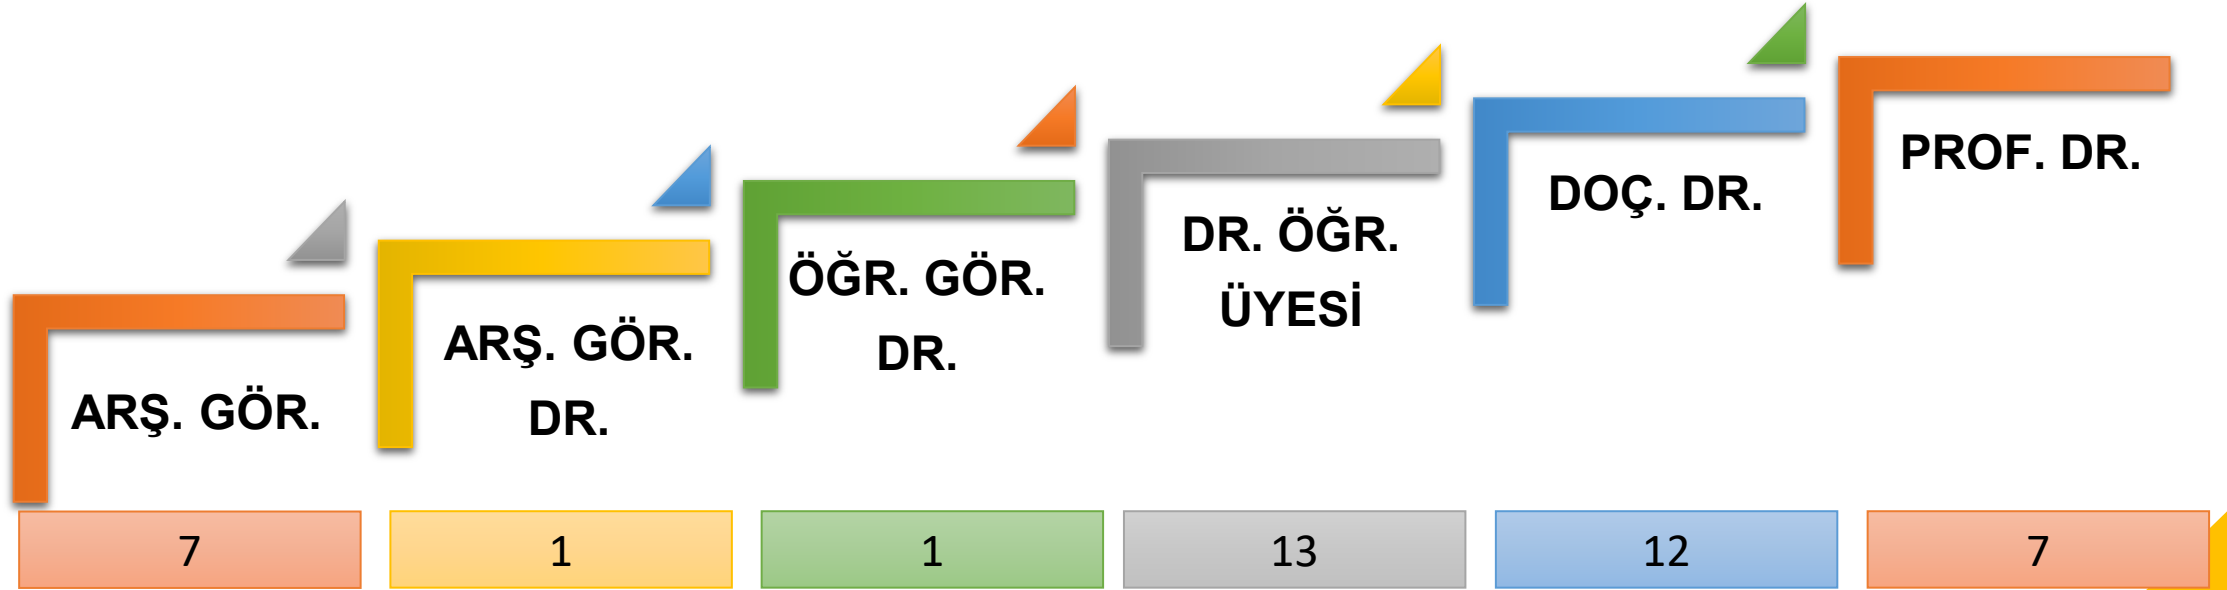 ARŞ. GÖR.
ARŞ. GÖR.
DR.
ÖĞR. GÖR.
DR.
DR. ÖĞR.
ÜYESİ
DOÇ. DR.
PROF. DR.
7
1
1
13
12
7